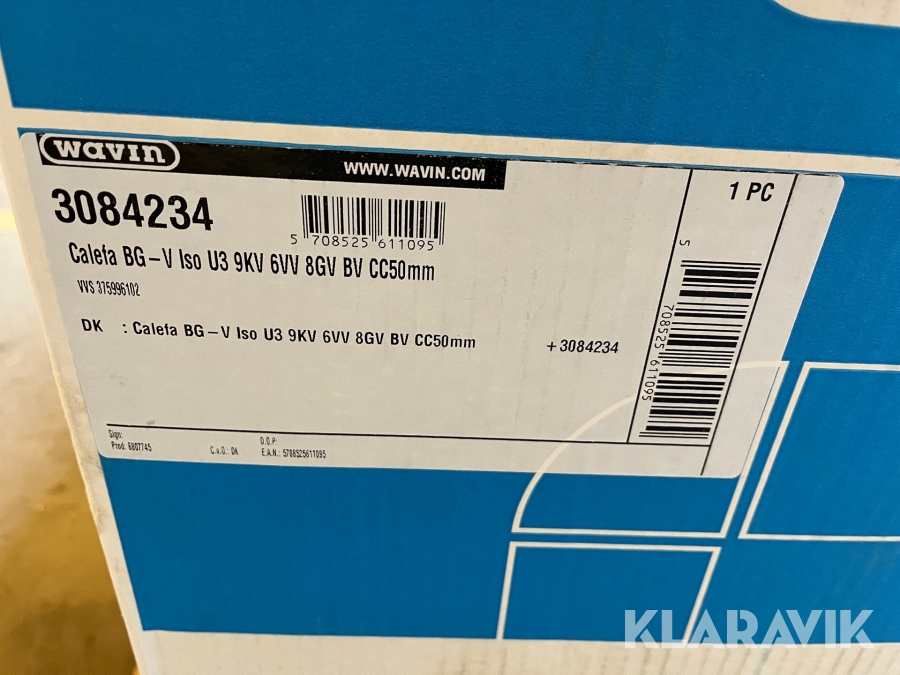 wavin
WWW.WAVIN.COM
1 PC
3084234
5 708525 611095
Calefa BG-V Iso U3 9KV 6VV 8GV BV CC50mm
VVS 375996102
DK : Calefa BG-V Iso U3 9KV 6VV 8GV BV CC50mm +3084234
5 708525 611095
Sign:
Prod: 6807745
C.o.O.: DK
D.O.P:
E.A.N.: 5708525611095
KLARAVIK